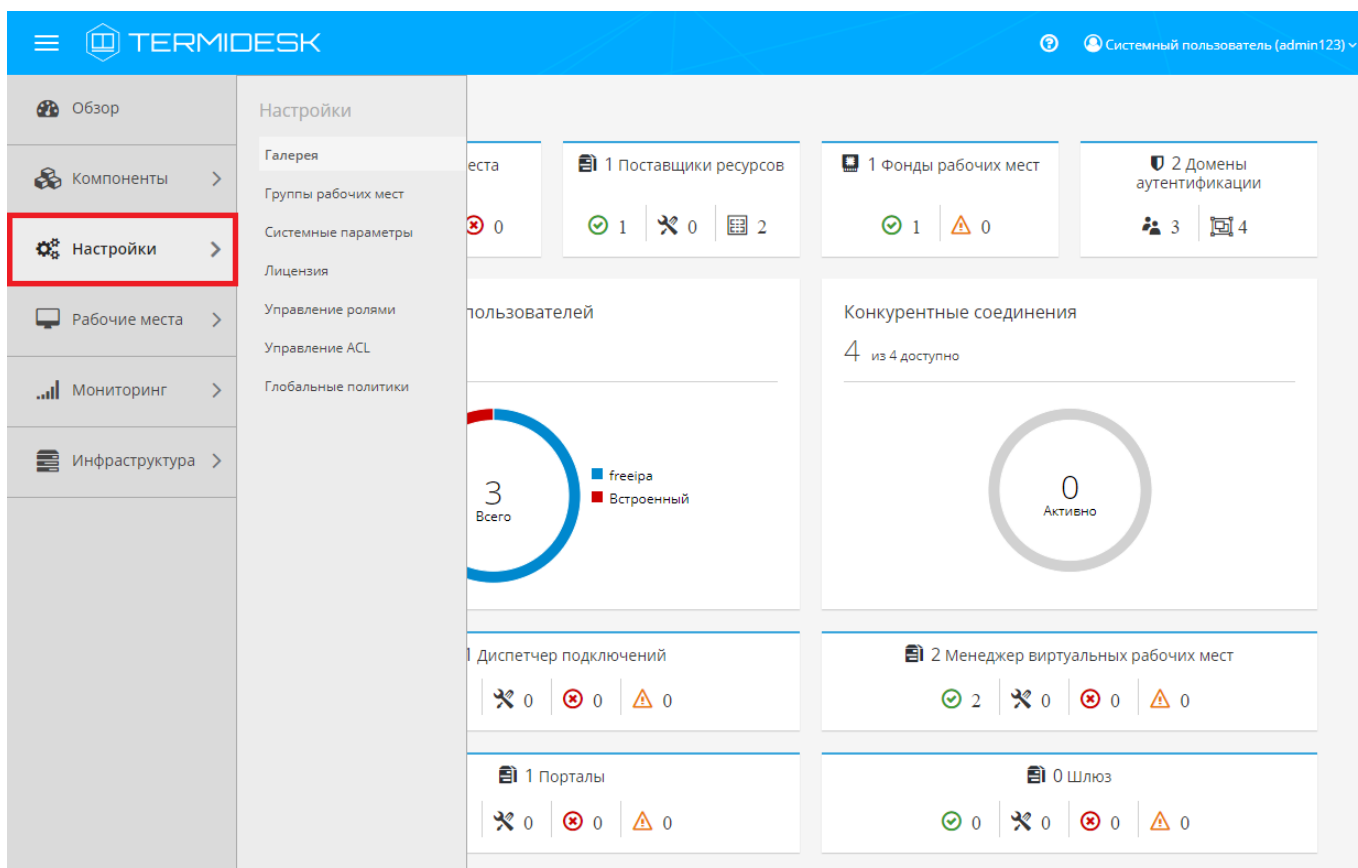 TERMIDESK
Системный пользователь (admin123)
Обзор
Компоненты
Настройки
Рабочие места
Мониторинг
Инфраструктура
Настройки
Галерея
Группы рабочих мест
Системные параметры
Лицензия
Управление ролями
Управление ACL
Глобальные политики
еста
0
1 Поставщики ресурсов
1 0 2
1 Фонды рабочих мест
1 0
2 Домены
аутентификации
3 4
пользователей
3
Всего
freeipa
Встроенный
Конкурентные соединения
4 из 4 доступно
0
Активно
1 Диспетчер подключений
0 0 0
2 Менеджер виртуальных рабочих мест
2 0 0 0
1 Порталы
0 0 0
0 Шлюз
0 0 0 0